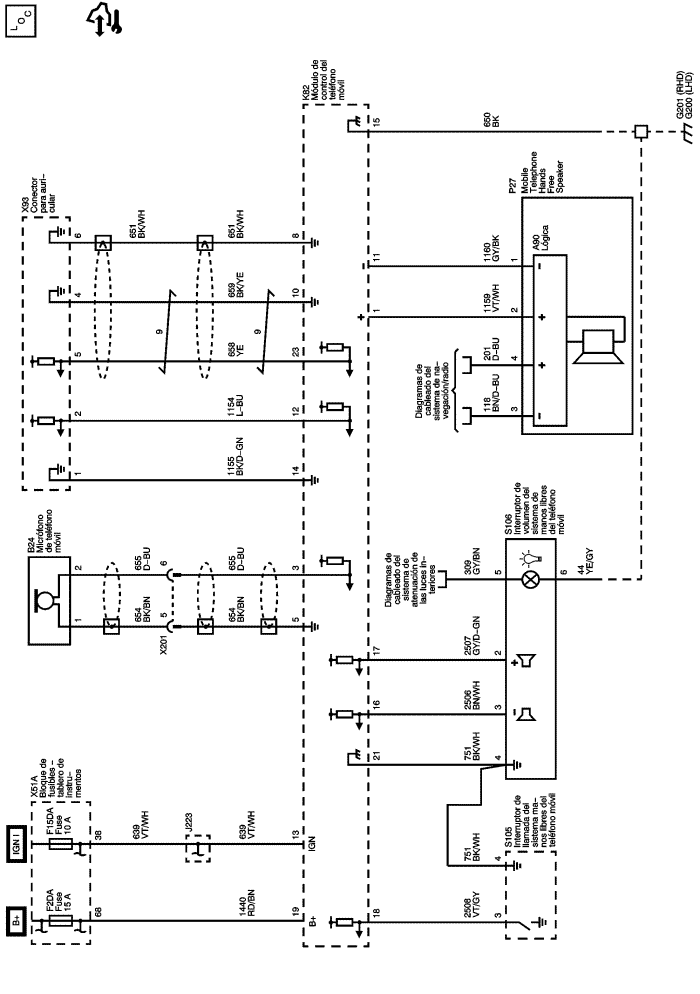 L O C
X51A
Bloque de
fusibles –
tablero de
instru–
mentos
B+
F2DA
Fuse
15 A
68
1440
RD/BN
19
B+
IGN I
F15DA
Fuse
10 A
38
639
VT/WH
J223
639
VT/WH
13
IGN
B24
Micrófono
de teléfono
móvil
1
654
BK/BN
X201
5
654
BK/BN
5
2
655
D–BU
6
655
D–BU
3
X93
Conector
para auri–
cular
1
1155
BK/D–GN
14
2
1154
L–BU
12
5
658
YE
23
9
9
4
659
BK/YE
10
6
651
BK/WH
651
BK/WH
8
K82
Módulo de
control del
teléfono
móvil
18
2508
VT/GY
3
S105
Interruptor de
llamada del
sistema ma–
nos libres del
teléfono móvil
751
BK/WH
4
21
751
BK/WH
4
16
2506
BN/WH
3
–
17
2507
GY/D–GN
2
+
Diagramas de
cableado del
sistema de
atenuación de
las luces in–
teriores
309
GY/BN
5
S106
Interruptor de
volumen del
sistema de
manos libres
del teléfono
móvil
6
44
YE/GY
Diagramas de
cableado del
sistema de na–
vegación/radio
118
BN/D–BU
3
–
201
D–BU
4
+
+
1
1159
VT/WH
2
+
–
11
1160
GY/BK
1
–
A90
Lógica
P27
Mobile
Telephone
Hands
Free
Speaker
15
650
BK
G201 (RHD)
G200 (LHD)